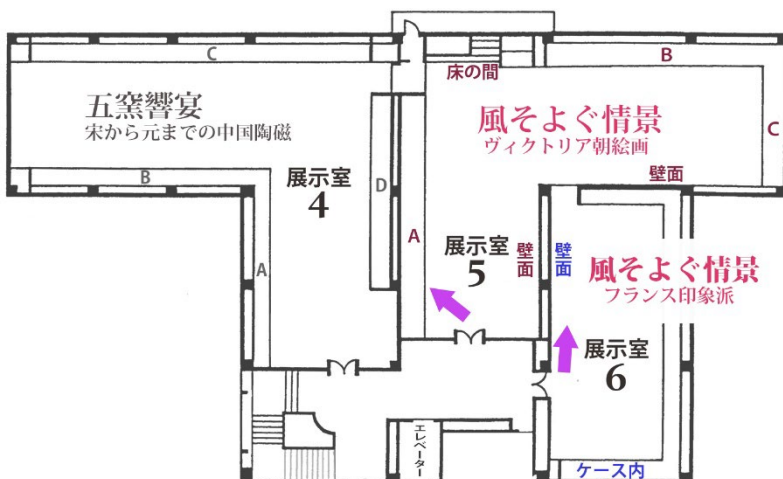 C
五窯響宴
宋から元までの中国陶磁
B
展示室
4
D
A
床の間
B
風そよぐ情景
ヴィクトリア朝絵画
C
壁面
A
展示室
5
壁面
壁面
風そよぐ情景
フランス印象派
展示室
6
エレベーター
ケース内